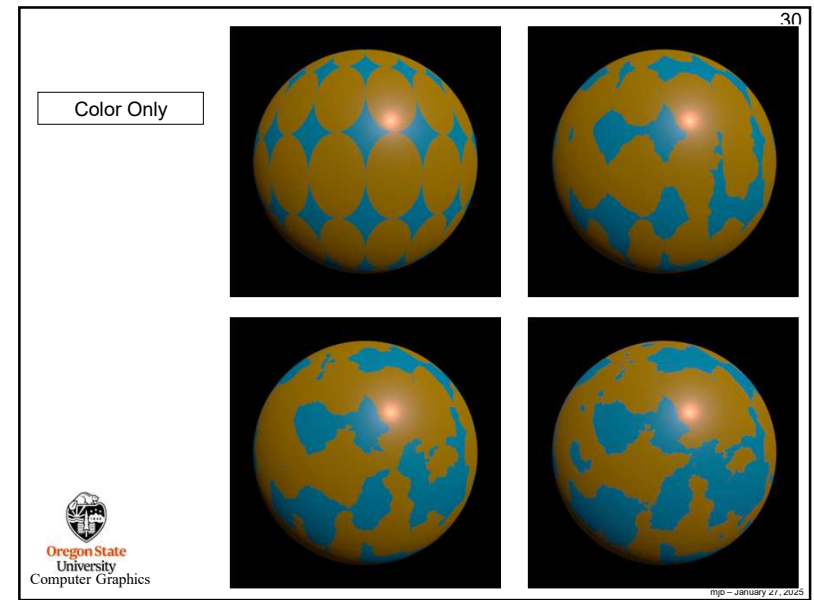 30
Color Only
Oregon State
University
Computer Graphics
mjb – January 27, 2025